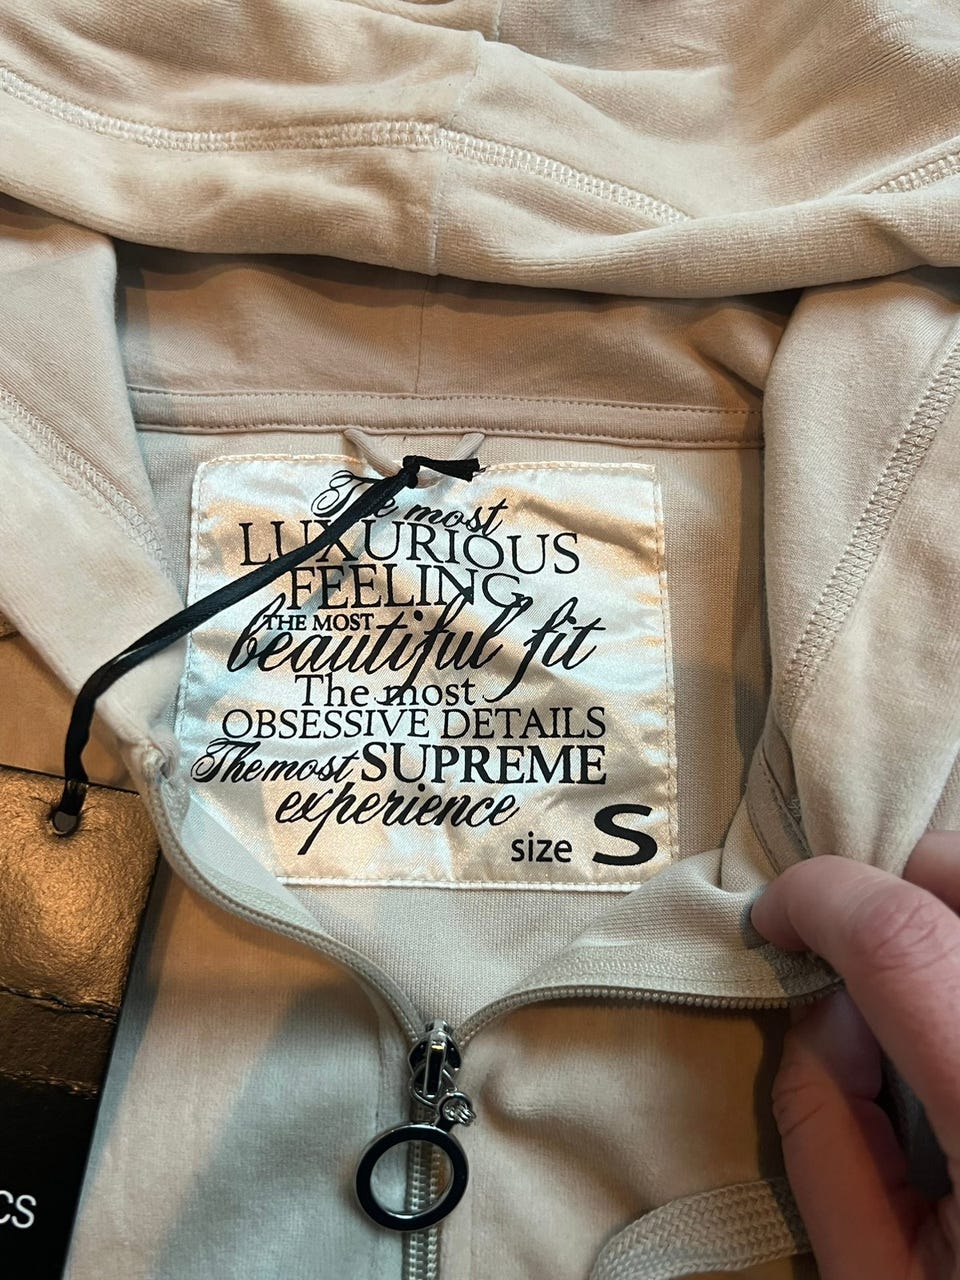 The most
LUXURIOUS
FEELING
THE MOST
beautiful fit
The most
OBSESSIVE DETAILS
The most SUPREME
experience
size S
CS